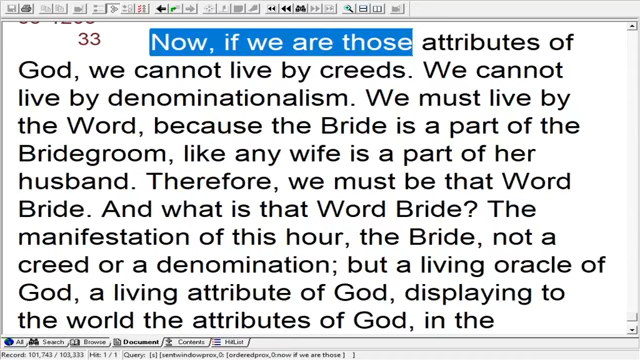 33 Now, if we are those attributes of
God, we cannot live by creeds. We cannot
live by denominationalism. We must live by
the Word, because the Bride is a part of the
Bridegroom, like any wife is a part of her
husband. Therefore, we must be that Word
Bride. And what is that Word Bride? The
manifestation of this hour, the Bride, not a
creed or a denomination; but a living oracle of
God, a living attribute of God, displaying to
the world the attributes of God, in the
All Search Browse Document Contents HitList
Record: 101,743 / 103,333 Hit: 1 / 1 Query: [s] [sentwindowprox,0: (ordered​prox,0:now if we are those ]